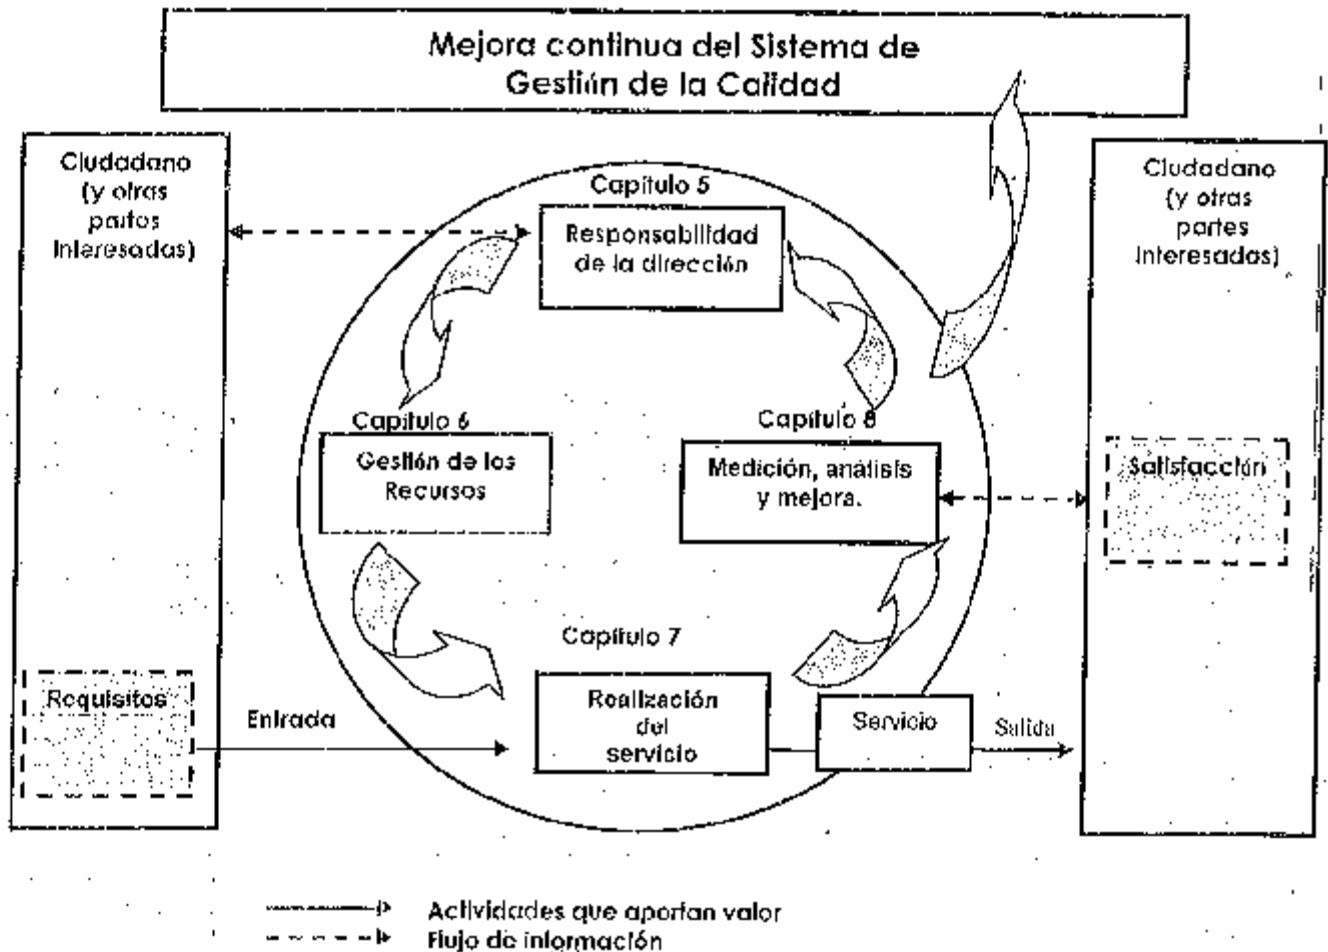 Mejora continua del Sistema de
Gestión de la Calidad
Ciudadano
(y otras
partes
Interesadas)
Capítulo 5
Responsabilidad
de la dirección
Ciudadano
(y otras
partes
Interesadas)
Capítulo 6
Gestión de los
Recursos
Capítulo 8
Medición, análisis
y mejora.
Satisfacción
Capítulo 7
Requisitos
Entrada
Realización
del
servicio
Servicio
Salida
Actividades que aportan valor
Flujo de información